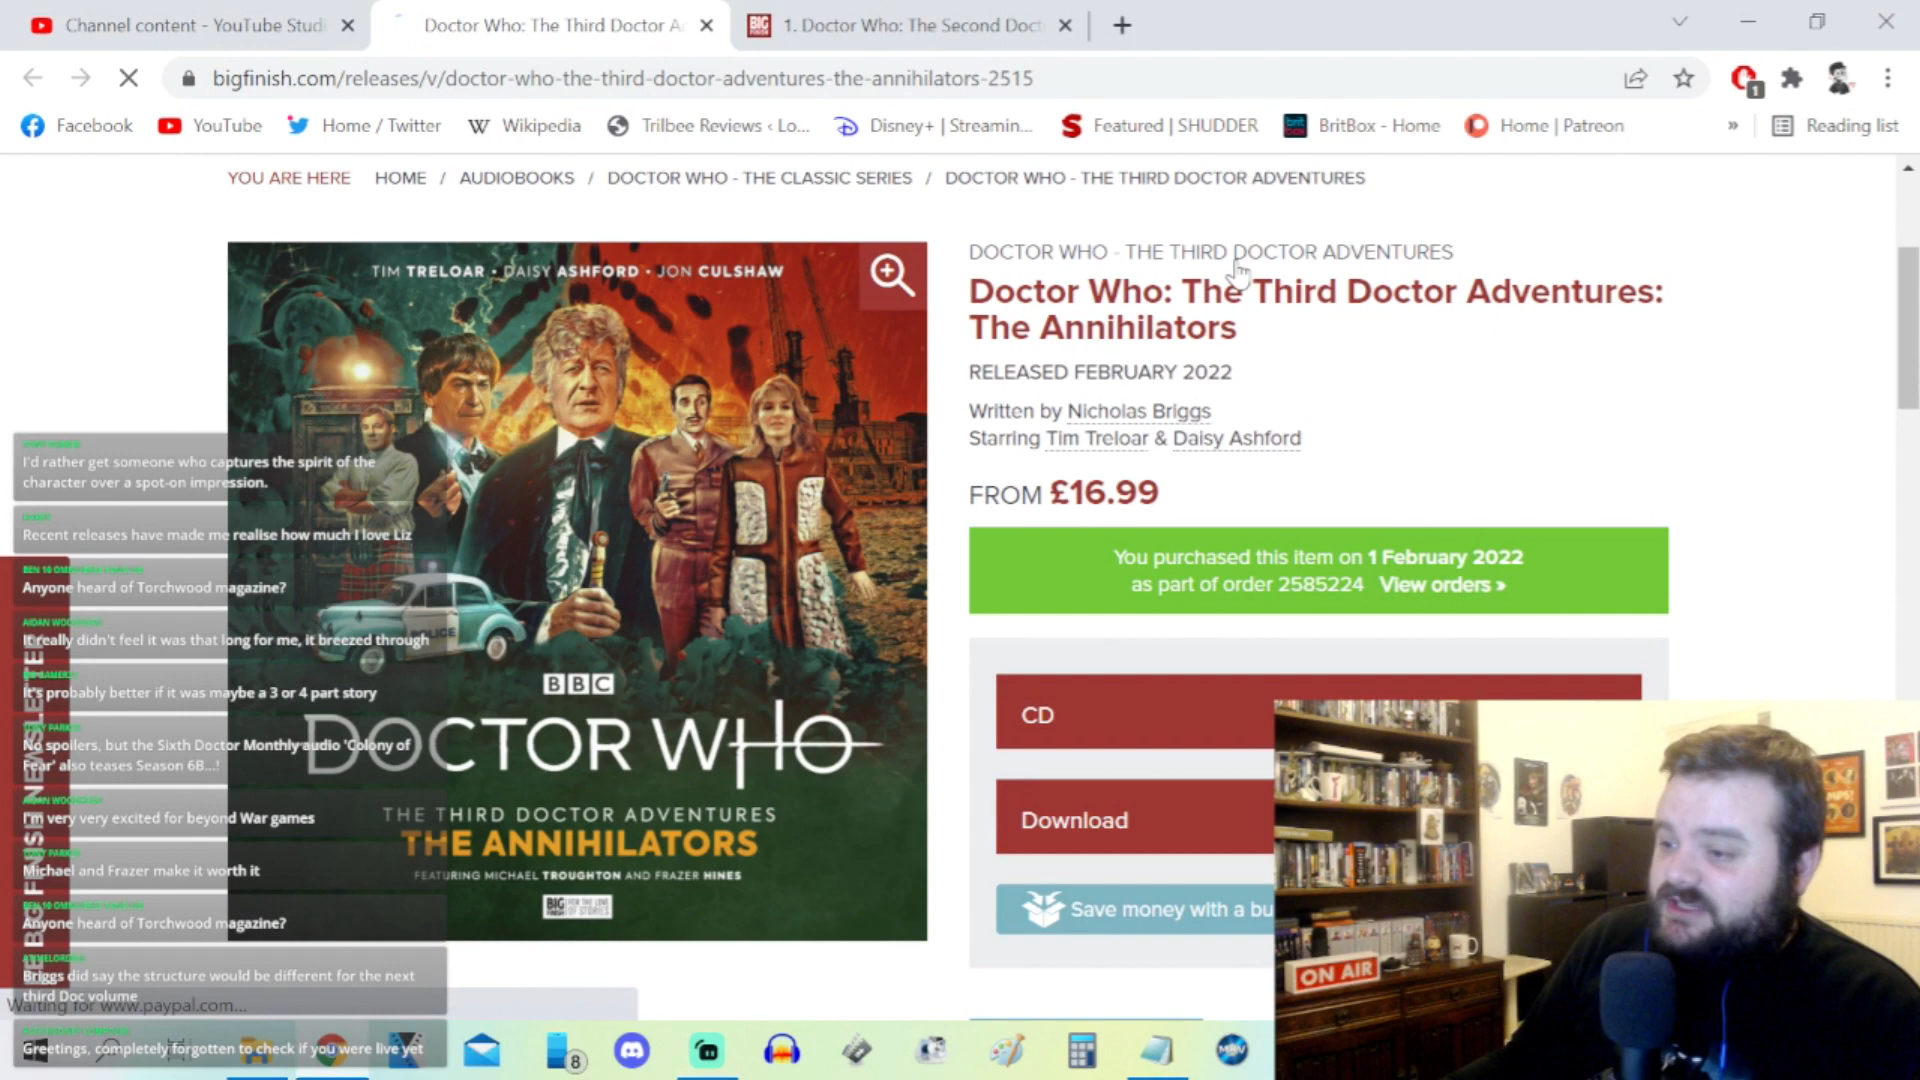 Channel content - YouTube Studi
Doctor Who: The Third Doctor A
1. Doctor Who: The Second Doct
bigfinish.com/releases/v/doctor-who-the-third-doctor-adventures-the-annihilators-2515
1
Facebook
YouTube
Home / Twitter
Wikipedia
Trilbee Reviews ‹ Lo...
Disney+ | Streamin...
Featured | SHUDDER
BritBox - Home
Home | Patreon
»
Reading list
YOU ARE HERE HOME / AUDIOBOOKS / DOCTOR WHO - THE CLASSIC SERIES / DOCTOR WHO - THE THIRD DOCTOR ADVENTURES
TIM TRELOAR • DAISY ASHFORD • JON CULSHAW
POLICE
BBC
DOCTOR WHO
THE THIRD DOCTOR ADVENTURES
THE ANNIHILATORS
FEATURING MICHAEL TROUGHTON AND FRAZER HINES
BIG FINISH FOR THE LOVE OF STORIES
DOCTOR WHO - THE THIRD DOCTOR ADVENTURES
Doctor Who: The Third Doctor Adventures:
The Annihilators
RELEASED FEBRUARY 2022
Written by Nicholas Briggs
Starring Tim Treloar & Daisy Ashford
FROM £16.99
You purchased this item on 1 February 2022
as part of order 2585224 View orders »
CD
Download
Save money with a bu
I'd rather get someone who captures the spirit of the
character over a spot-on impression.
Recent releases have made me realise how much I love Liz
Anyone heard of Torchwood magazine?
It really didn't feel it was that long for me, it breezed through
It's probably better if it was maybe a 3 or 4 part story
No spoilers, but the Sixth Doctor Monthly audio 'Colony of
Fear' also teases Season 6B...!
I'm very very excited for beyond War games
Michael and Frazer make it worth it
Anyone heard of Torchwood magazine?
Briggs did say the structure would be different for the next
third Doc volume
Waiting for www.paypal.com...
Greetings, completely forgotten to check if you were live yet
8
ON AIR